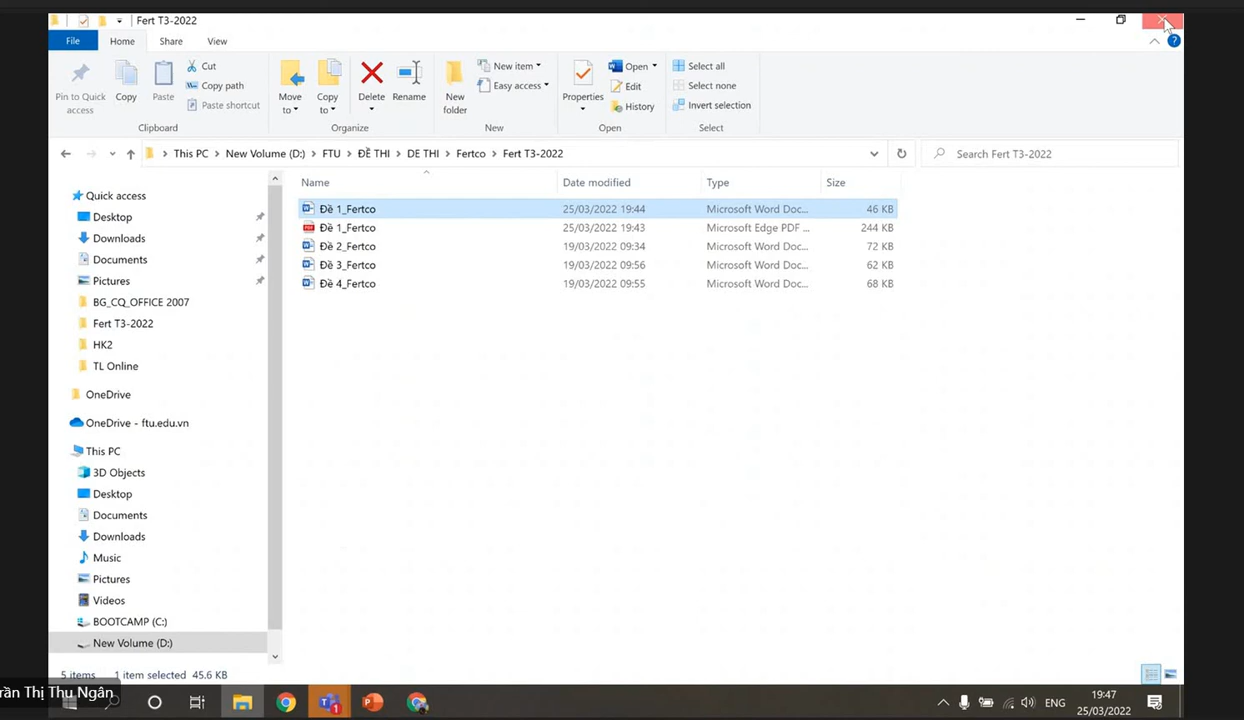 Fert T3-2022
File Home Share View
Pin to Quick access
Copy
Paste
Cut
Copy path
Paste shortcut
Clipboard
Move to
Copy to
Delete
Rename
Organize
New folder
New item
Easy access
New
Properties
Open
Edit
History
Open
Select all
Select none
Invert selection
Select
This PC > New Volume (D:) > FTU > ĐỀ THI > DE THI > Fertco > Fert T3-2022
Search Fert T3-2022
Name Date modified Type Size
Đề 1_Fertco 25/03/2022 19:44 Microsoft Word Doc... 46 KB
Đề 1_Fertco 25/03/2022 19:43 Microsoft Edge PDF ... 244 KB
Đề 2_Fertco 19/03/2022 09:34 Microsoft Word Doc... 72 KB
Đề 3_Fertco 19/03/2022 09:56 Microsoft Word Doc... 62 KB
Đề 4_Fertco 19/03/2022 09:55 Microsoft Word Doc... 68 KB
Quick access
Desktop
Downloads
Documents
Pictures
BG_CQ_OFFICE 2007
Fert T3-2022
HK2
TL Online
OneDrive
OneDrive - ftu.edu.vn
This PC
3D Objects
Desktop
Documents
Downloads
Music
Pictures
Videos
BOOTCAMP (C:)
New Volume (D:)
5 items 1 item selected 45.6 KB
rần Thị Thu Ngân
ENG
19:47
25/03/2022